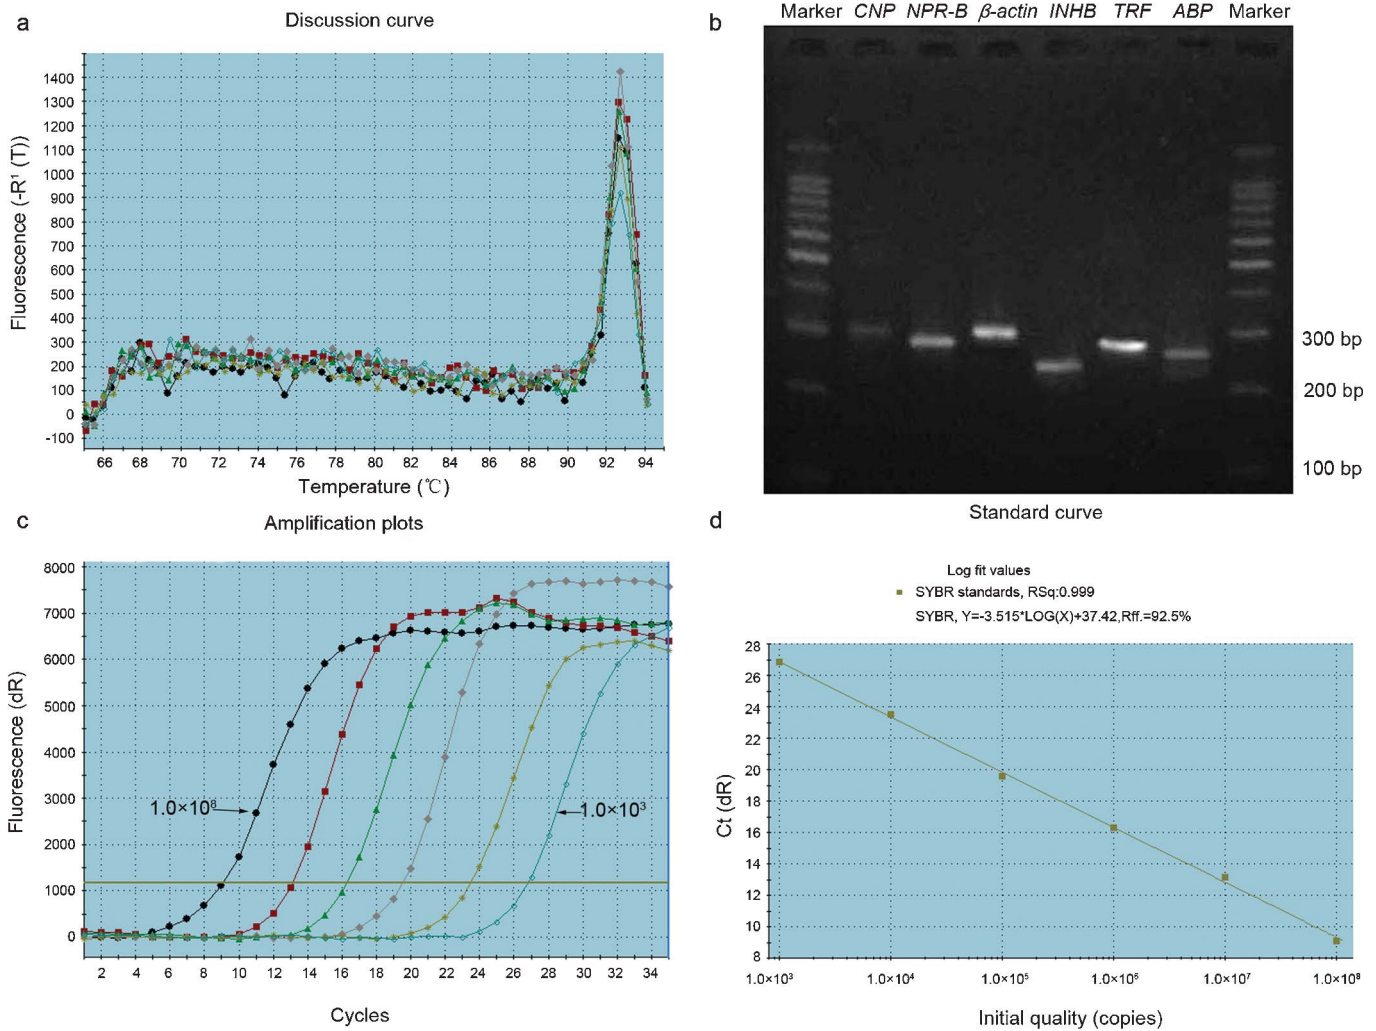 a
Discussion curve
Fluorescence (-R¹ (T))
1400
1300
1200
1100
1000
900
800
700
600
500
400
300
200
100
0
-100
66 68 70 72 74 76 78 80 82 84 86 88 90 92 94
Temperature (℃)
b
Marker CNP NPR-B β-actin INHB TRF ABP Marker
300 bp
200 bp
100 bp
c
Amplification plots
Fluorescence (dR)
8000
7000
6000
5000
4000
3000
2000
1000
0
1.0×10⁸
1.0×10³
2 4 6 8 10 12 14 16 18 20 22 24 26 28 30 32 34
Cycles
d
Standard curve
Log fit values
SYBR standards, RSq:0.999
SYBR, Y=-3.515*LOG(X)+37.42,Rff.=92.5%
Ct (dR)
28
26
24
22
20
18
16
14
12
10
8
1.0×10³ 1.0×10⁴ 1.0×10⁵ 1.0×10⁶ 1.0×10⁷ 1.0×10⁸
Initial quality (copies)